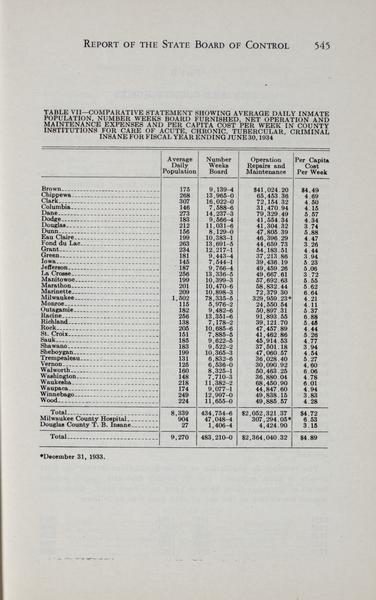 REPORT OF THE STATE BOARD OF CONTROL 545
TABLE VII—COMPARATIVE STATEMENT SHOWING AVERAGE DAILY INMATE
POPULATION, NUMBER WEEKS BOARD FURNISHED, NET OPERATION AND
MAINTENANCE EXPENSES AND PER CAPITA COST PER WEEK IN COUNTY
INSTITUTIONS FOR CARE OF ACUTE, CHRONIC, TUBERCULAR, CRIMINAL
INSANE FOR FISCAL YEAR ENDING JUNE 30, 1934
Average Daily Population Number Weeks Board Operation Repairs and Maintenance Per Capita Cost Per Week
Brown 175 9,139-4 $41,024.20 $4.49
Chippewa 268 13,965-0 65,453.36 4.69
Clark 307 16,022-0 72,154.32 4.50
Columbia 146 7,588-6 31,470.94 4.15
Dane 273 14,237-3 79,329.49 5.57
Dodge 183 9,566-4 41,554.34 4.34
Douglas 212 11,031-6 41,304.32 3.74
Dunn 156 8,129-0 47,805.39 5.88
Eau Claire 199 10,383-1 46,396.29 4.47
Fond du Lac 263 13,691-5 44,659.73 3.26
Grant 234 12,217-1 54,183.51 4.44
Green 181 9,443-4 37,213.86 3.94
Iowa 145 7,544-1 39,436.19 5.23
Jefferson 187 9,766-4 49,459.26 5.06
La Crosse 256 13,336-5 49,667.61 3.72
Manitowoc 199 10,399-3 57,692.63 5.55
Marathon 201 10,470-6 58,832.44 5.62
Marinette 209 10,898-3 72,379.30 6.64
Milwaukee 1,502 78,335-5 329,959.23* 4.21
Monroe 115 5,976-2 24,550.54 4.11
Outagamie 182 9,482-6 50,897.31 5.37
Racine 256 13,351-6 91,893.55 6.88
Richland 138 7,178-2 39,121.70 5.45
Rock 205 10,685-6 47,457.89 4.44
St. Croix 151 7,885-5 41,462.86 5.26
Sauk 185 9,622-5 45,914.53 4.77
Shawano 183 9,522-2 37,501.18 3.94
Sheboygan 199 10,365-3 47,060.57 4.54
Trempealeau 131 6,832-6 36,028.40 5.27
Vernon 125 6,536-0 30,090.92 4.60
Walworth 160 8,325-1 50,463.25 6.06
Washington 148 7,710-3 36,880.04 4.78
Waukesha 218 11,382-2 68,450.90 6.01
Waupaca 174 9,077-1 44,847.60 4.94
Winnebago 249 12,997-0 49,838.15 3.83
Wood 224 11,655-0 49,885.57 4.28
Total 8,339 434,754-6 $2,052,321.37 $4.72
Milwaukee County Hospital 904 47,048-4 307,294.05* 6.53
Douglas County T. B. Insane 27 1,406-4 4,424.90 3.15
Total 9,270 483,210-0 $2,364,040.32 $4.89
*December 31, 1933.